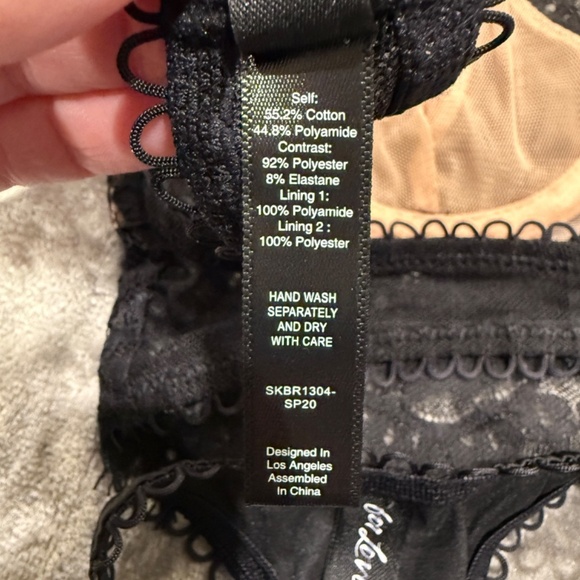 Self:
55.2% Cotton
44.8% Polyamide
Contrast:
92% Polyester
8% Elastane
Lining 1:
100% Polyamide
Lining 2 :
100% Polyester
HAND WASH
SEPARATELY
AND DRY
WITH CARE
SKBR1304-
SP20
Designed In
Los Angeles
Assembled
In China